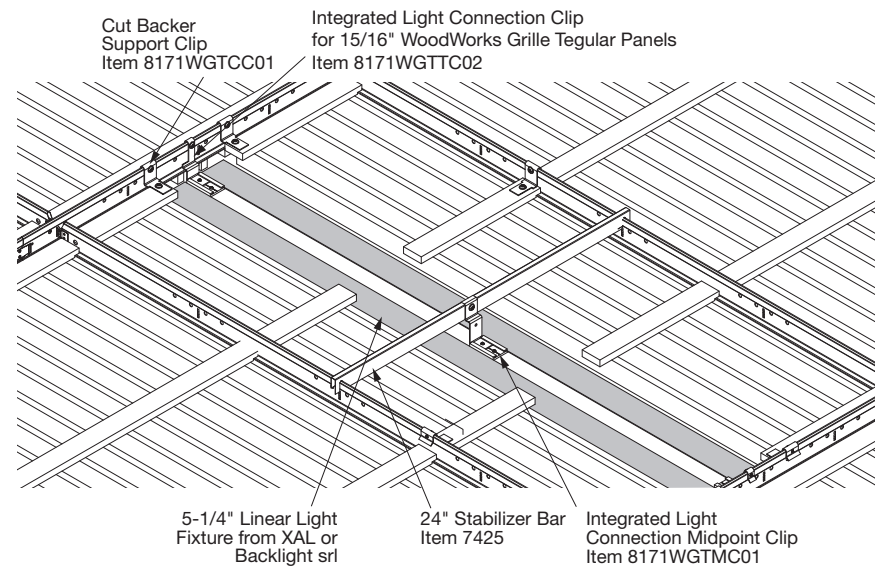 Cut Backer
Support Clip
Item 8171WGTCC01
Integrated Light Connection Clip
for 15/16" WoodWorks Grille Tegular Panels
Item 8171WGTTC02
5-1/4" Linear Light
Fixture from XAL or
Backlight srl
24" Stabilizer Bar
Item 7425
Integrated Light
Connection Midpoint Clip
Item 8171WGTMC01